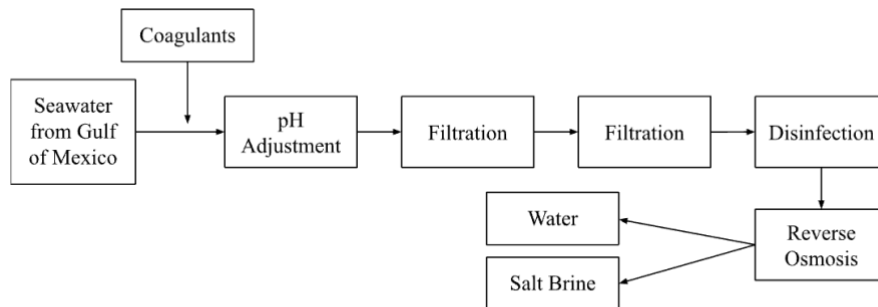 Coagulants
Seawater
from Gulf
of Mexico
pH
Adjustment
Filtration
Filtration
Disinfection
Reverse
Osmosis
Water
Salt Brine